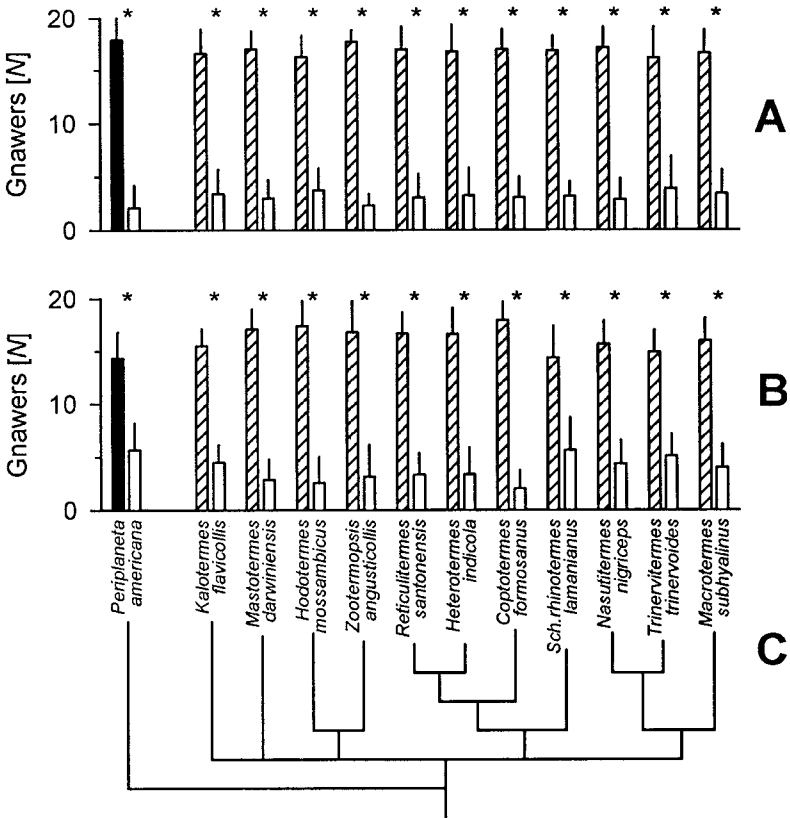 * * * * * * * * * * * *
20
10
0
Gnawers [N]
A
* * * * * * * * * * * *
20
10
0
Gnawers [N]
B
Periplaneta
americana
Kalotermes
flavicollis
Mastotermes
darwiniensis
Hodotermes
mossambicus
Zootermopsis
angusticollis
Reticulitermes
santonensis
Heterotermes
indicola
Coptotermes
formosanus
Sch.rhinotermes
lamanianus
Nasutitermes
nigriceps
Trinervitermes
trinervoides
Macrotermes
subhyalinus
C